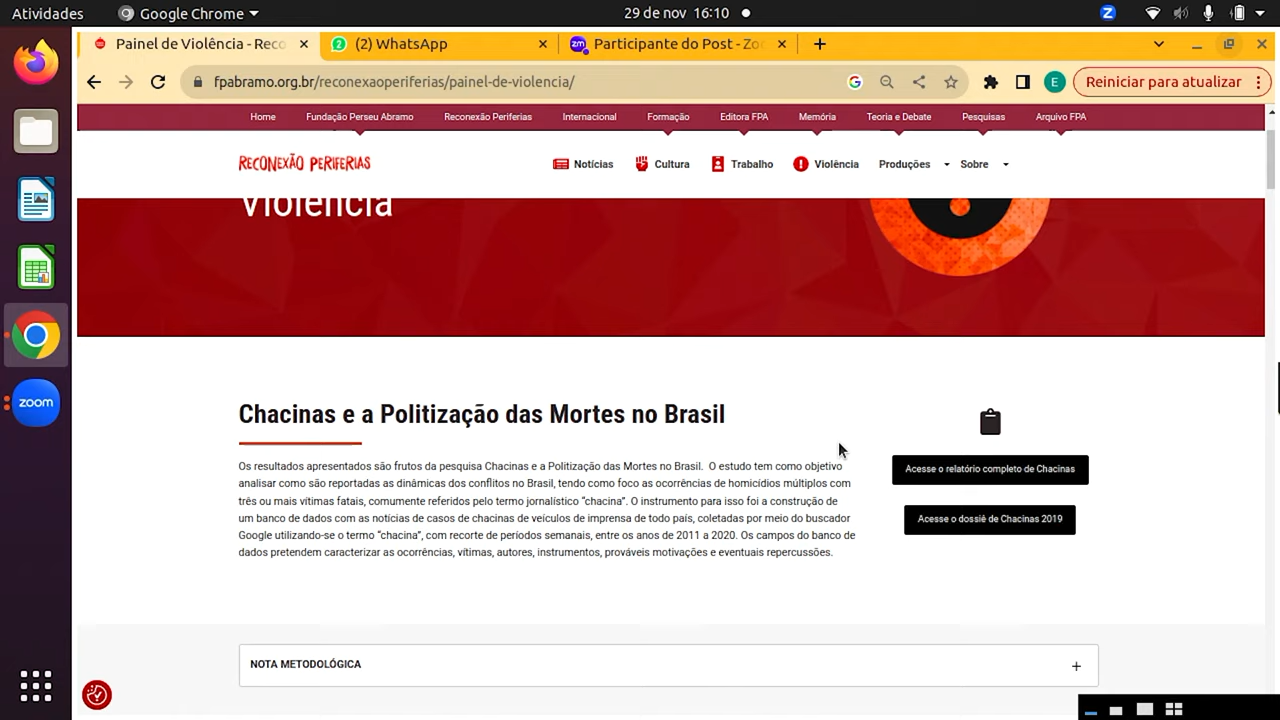 Atividades
Google Chrome
29 de nov 16:10
Z
Painel de Violência - Reco
(2) WhatsApp
zm
Participante do Post - Zoo
fpabramo.org.br/reconexaoperiferias/painel-de-violencia/
G
E
Reiniciar para atualizar
Home
Fundação Perseu Abramo
Reconexão Periferias
Internacional
Formação
Editora FPA
Memória
Teoria e Debate
Pesquisas
Arquivo FPA
RECONEXÃO PERIFERIAS
Notícias
Cultura
Trabalho
Violência
Produções
Sobre
Violência
zoom
Chacinas e a Politização das Mortes no Brasil
Os resultados apresentados são frutos da pesquisa Chacinas e a Politização das Mortes no Brasil. O estudo tem como objetivo
analisar como são reportadas as dinâmicas dos conflitos no Brasil, tendo como foco as ocorrências de homicídios múltiplos com
três ou mais vítimas fatais, comumente referidos pelo termo jornalístico “chacina”. O instrumento para isso foi a construção de
um banco de dados com as notícias de casos de chacinas de veículos de imprensa de todo país, coletadas por meio do buscador
Google utilizando-se o termo “chacina”, com recorte de períodos semanais, entre os anos de 2011 a 2020. Os campos do banco de
dados pretendem caracterizar as ocorrências, vítimas, autores, instrumentos, prováveis motivações e eventuais repercussões.
Acesse o relatório completo de Chacinas
Acesse o dossiê de Chacinas 2019
NOTA METODOLÓGICA